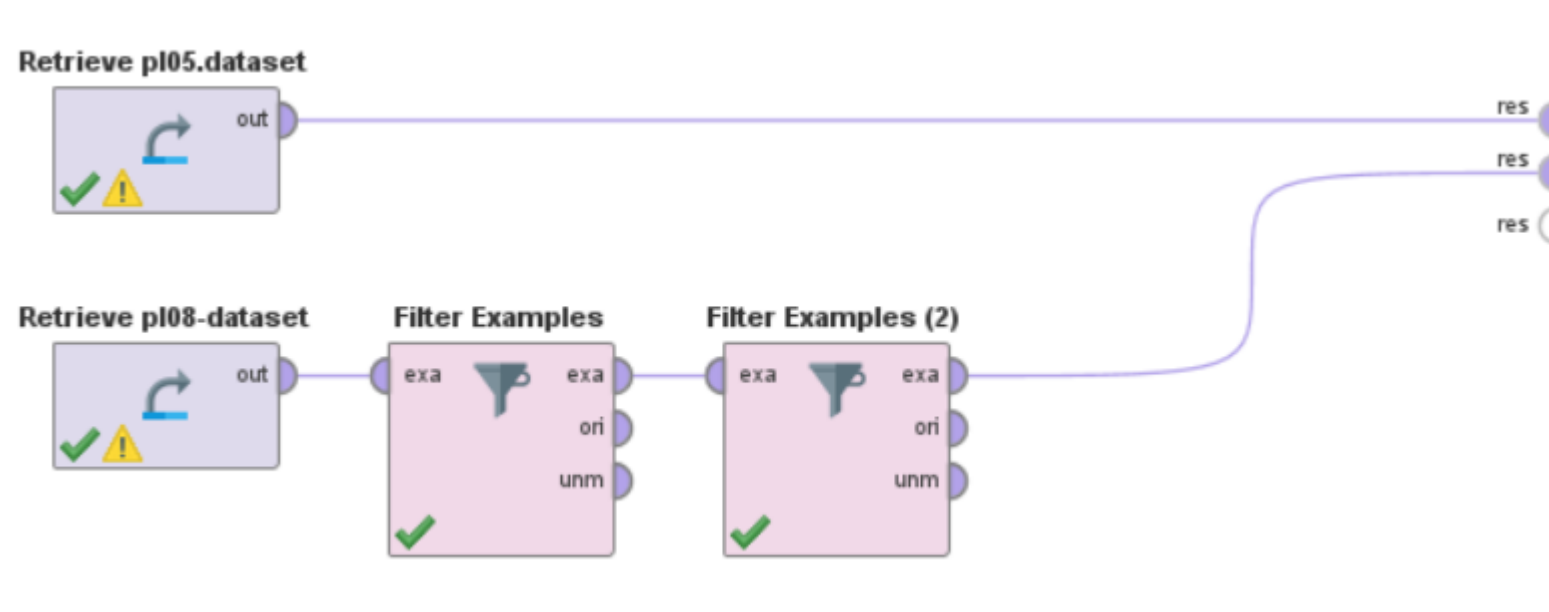 Retrieve pl05.dataset
out
res
res
res
Retrieve pl08-dataset
Filter Examples
Filter Examples (2)
out
exa
exa
exa
exa
ori
ori
unm
unm